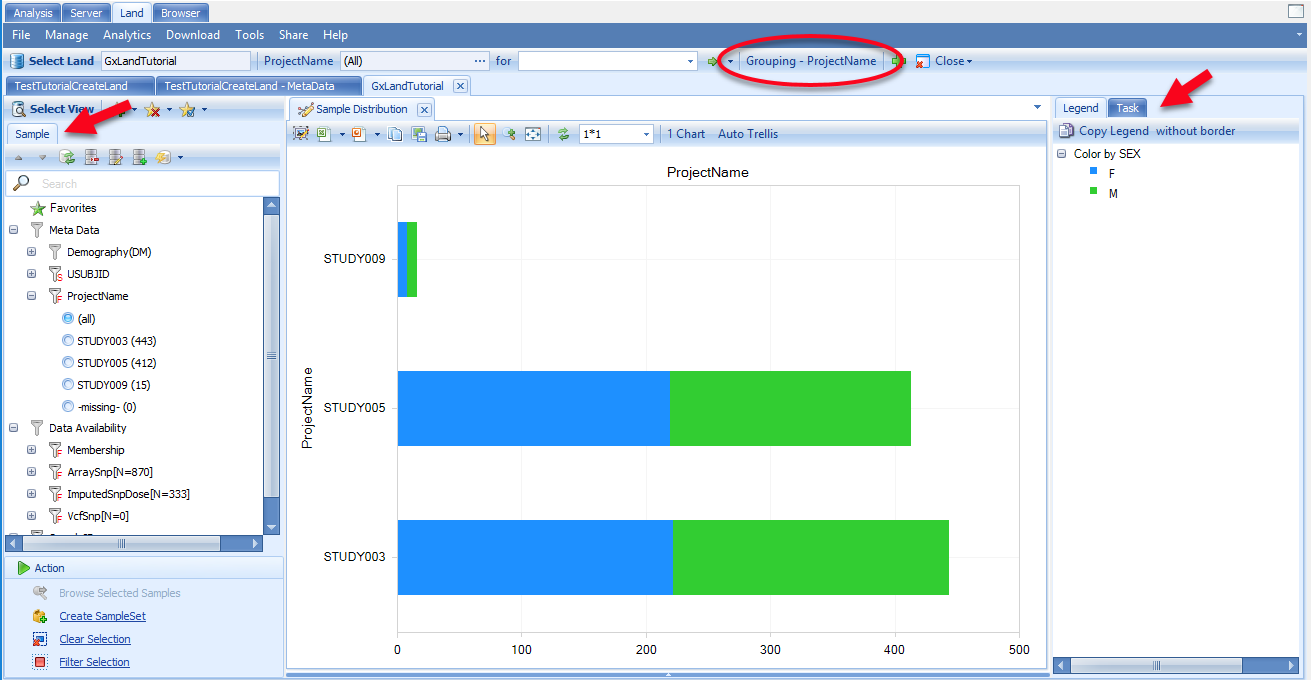 Analysis Server Land Browser
File Manage Analytics Download Tools Share Help
Select Land GxLandTutorial ProjectName (All) ... for Grouping - ProjectName Close
TestTutorialCreateLand TestTutorialCreateLand - MetaData GxLandTutorial
Select View
Sample
Search
Favorites
Meta Data
Demography(DM)
USUBJID
ProjectName
(all)
STUDY003 (443)
STUDY005 (412)
STUDY009 (15)
-missing- (0)
Data Availability
Membership
ArraySnp[N=870]
ImputedSnpDose[N=333]
VcfSnp[N=0]
Action
Browse Selected Samples
Create SampleSet
Clear Selection
Filter Selection
Sample Distribution
1*1 1 Chart Auto Trellis
ProjectName
ProjectName
STUDY009
STUDY005
STUDY003
0 100 200 300 400 500
Legend Task
Copy Legend without border
Color by SEX
F
M